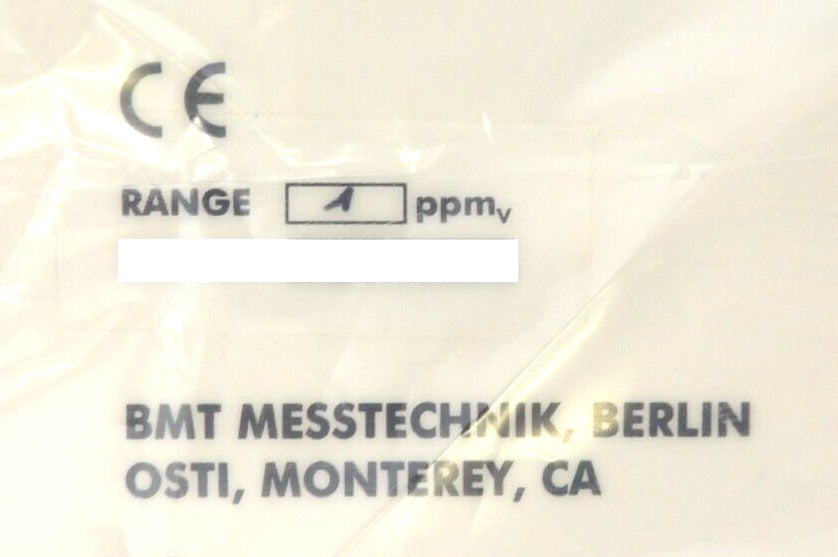 CE
RANGE 1 ppmv
BMT MESSTECHNIK, BERLIN
OSTI, MONTEREY, CA